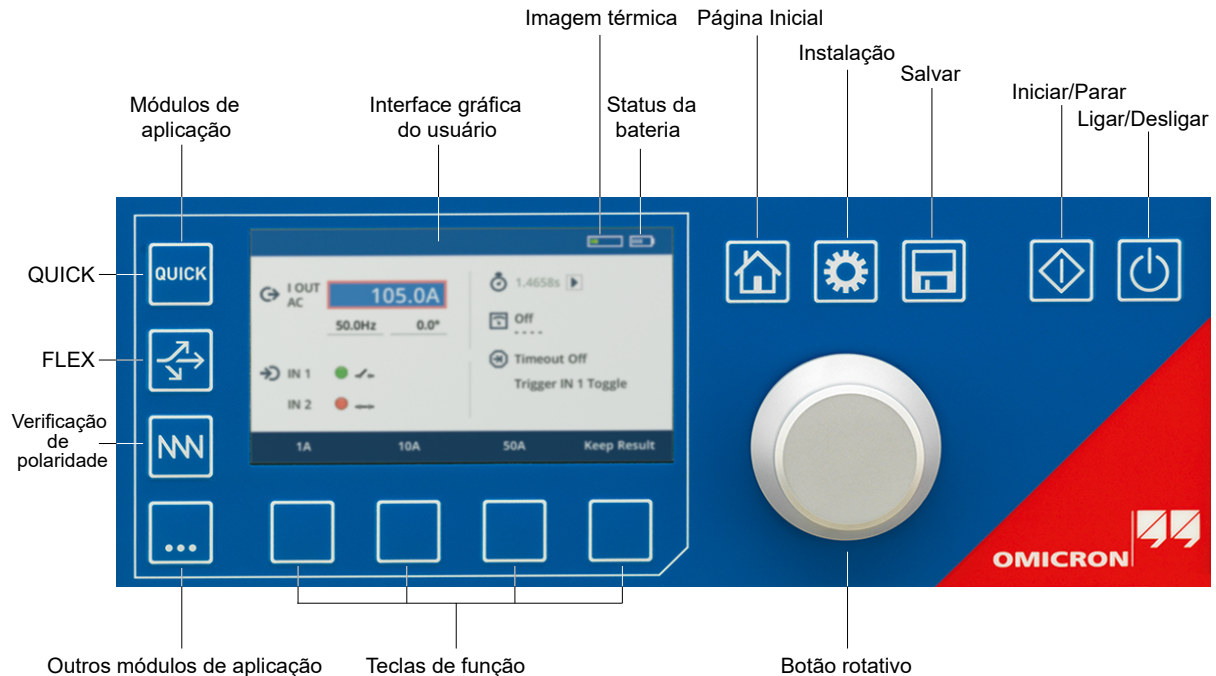 Imagem térmica
Página Inicial
Instalação
Salvar
Iniciar/Parar
Ligar/Desligar
Módulos de
aplicação
Interface gráfica
do usuário
Status da
bateria
QUICK
QUICK
I OUT
AC
105.0A
50.0Hz
0.0°
1.4658s
Off
----
Timeout Off
Trigger IN 1 Toggle
FLEX
IN 1
IN 2
Verificação
de
polaridade
1A
10A
50A
Keep Result
OMICRON
Outros módulos de aplicação
Teclas de função
Botão rotativo